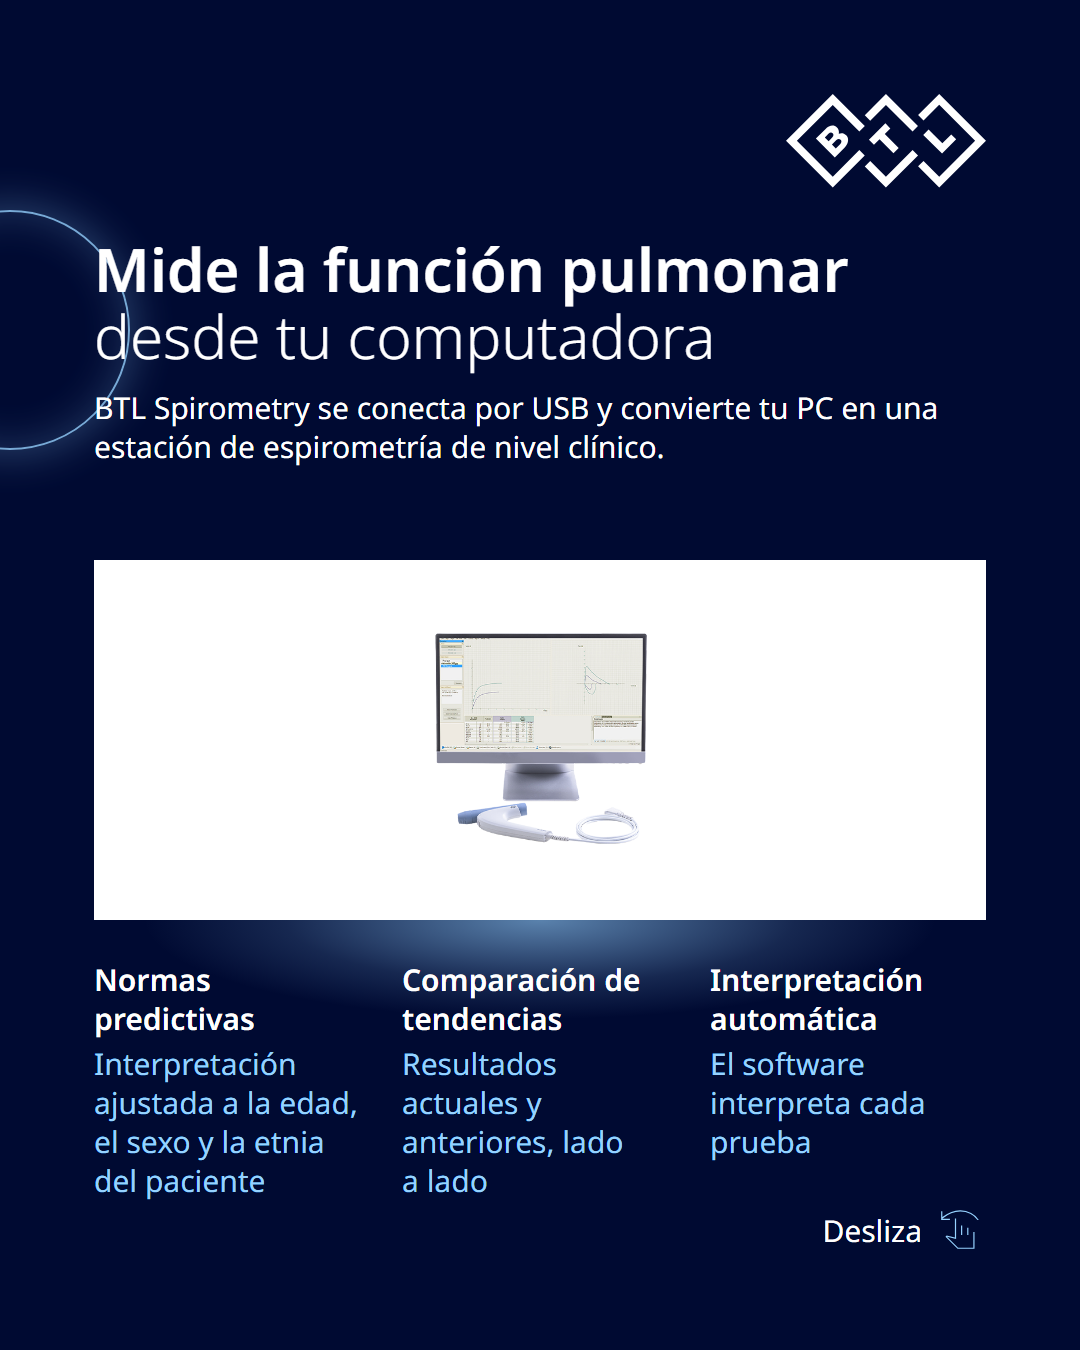 BTL
Mide la función pulmonar
desde tu computadora
BTL Spirometry se conecta por USB y convierte tu PC en una
estación de espirometría de nivel clínico.
Normas
predictivas
Interpretación
ajustada a la edad,
el sexo y la etnia
del paciente
Comparación de
tendencias
Resultados
actuales y
anteriores, lado
a lado
Interpretación
automática
El software
interpreta cada
prueba
Desliza